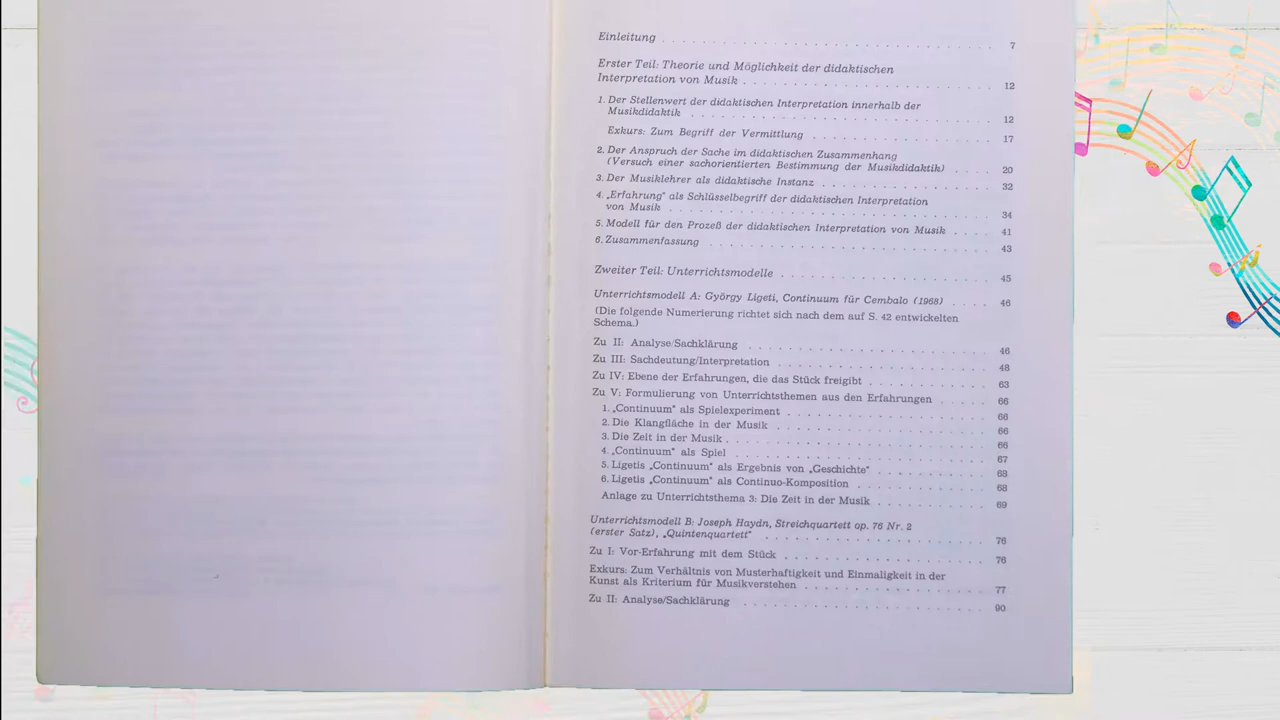 Einleitung . . . . . . . . . . . . . . . . . . . . . . . . . 7
Erster Teil: Theorie und Möglichkeit der didaktischen
Interpretation von Musik . . . . . . . . . . . . . . . . . . 12
1. Der Stellenwert der didaktischen Interpretation innerhalb der
Musikdidaktik . . . . . . . . . . . . . . . . . . . . . . . 12
Exkurs: Zum Begriff der Vermittlung . . . . . . . . . . . . 17
2. Der Anspruch der Sache im didaktischen Zusammenhang
(Versuch einer sachorientierten Bestimmung der Musikdidaktik) . . . . 20
3. Der Musiklehrer als didaktische Instanz . . . . . . . . . . . 32
4. „Erfahrung" als Schlüsselbegriff der didaktischen Interpretation
von Musik . . . . . . . . . . . . . . . . . . . . . . . . 34
5. Modell für den Prozeß der didaktischen Interpretation von Musik . . . . 41
6. Zusammenfassung . . . . . . . . . . . . . . . . . . . . . 43
Zweiter Teil: Unterrichtsmodelle . . . . . . . . . . . . . . . 45
Unterrichtsmodell A: György Ligeti, Continuum für Cembalo (1968) . . . . 46
(Die folgende Numerierung richtet sich nach dem auf S. 42 entwickelten
Schema.)
Zu II: Analyse/Sachklärung . . . . . . . . . . . . . . . . . . 46
Zu III: Sachdeutung/Interpretation . . . . . . . . . . . . . . . 48
Zu IV: Ebene der Erfahrungen, die das Stück freigibt . . . . . . . . 63
Zu V: Formulierung von Unterrichtsthemen aus den Erfahrungen . . . . . 66
1. „Continuum" als Spielexperiment . . . . . . . . . . . . . . 66
2. Die Klangfläche in der Musik . . . . . . . . . . . . . . . 66
3. Die Zeit in der Musik . . . . . . . . . . . . . . . . . . 66
4. „Continuum" als Spiel . . . . . . . . . . . . . . . . . . 67
5. Ligetis „Continuum" als Ergebnis von „Geschichte" . . . . . . . 68
6. Ligetis „Continuum" als Continuo-Komposition . . . . . . . . . 68
Anlage zu Unterrichtsthema 3: Die Zeit in der Musik . . . . . . . 69
Unterrichtsmodell B: Joseph Haydn, Streichquartett op. 76 Nr. 2
(erster Satz), „Quintenquartett" . . . . . . . . . . . . . . . . 76
Zu I: Vor-Erfahrung mit dem Stück . . . . . . . . . . . . . . . 76
Exkurs: Zum Verhältnis von Musterhaftigkeit und Einmaligkeit in der
Kunst als Kriterium für Musikverstehen . . . . . . . . . . . . . 77
Zu II: Analyse/Sachklärung . . . . . . . . . . . . . . . . . . 90